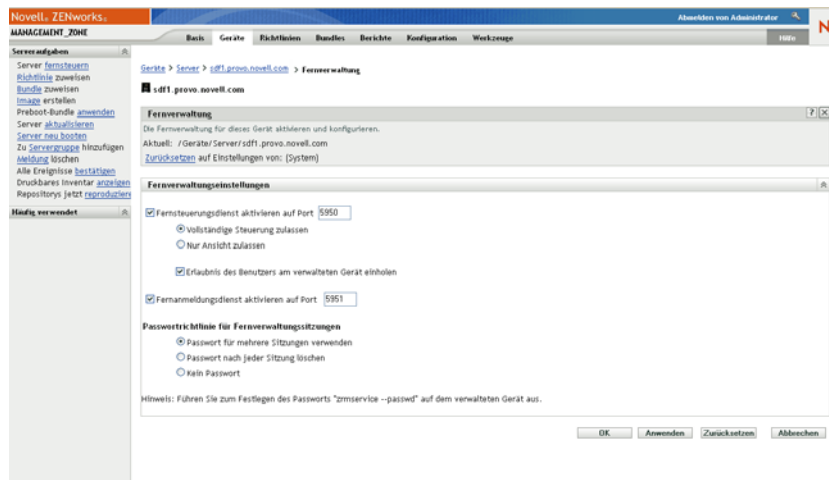 Novell® ZENworks®
Abmelden von Administrator
N
MANAGEMENT_ZONE
Basis Geräte Richtlinien Bundles Berichte Konfiguration Werkzeuge Hilfe
Serveraufgaben
Server fernsteuern
Richtlinie zuweisen
Bundle zuweisen
Image erstellen
Preboot-Bundle anwenden
Server aktualisieren
Server neu booten
Zu Servergruppe hinzufügen
Meldung löschen
Alle Ereignisse bestätigen
Druckbares Inventar anzeigen
Repositorys jetzt reproduziere
Häufig verwendet
Geräte > Server > sdf1.provo.novell.com > Fernverwaltung
sdf1.provo.novell.com
Fernverwaltung
Die Fernverwaltung für dieses Gerät aktivieren und konfigurieren.
Aktuell: /Geräte/Server/sdf1.provo.novell.com
Zurücksetzen auf Einstellungen von: (System)
Fernverwaltungseinstellungen
Fernsteuerungsdienst aktivieren auf Port 5950
Vollständige Steuerung zulassen
Nur Ansicht zulassen
Erlaubnis des Benutzers am verwalteten Gerät einholen
Fernanmeldungsdienst aktivieren auf Port 5951
Passwortrichtlinie für Fernverwaltungssitzungen
Passwort für mehrere Sitzungen verwenden
Passwort nach jeder Sitzung löschen
Kein Passwort
Hinweis: Führen Sie zum Festlegen des Passworts "zrmservice --passwd" auf dem verwalteten Gerät aus.
OK Anwenden Zurücksetzen Abbrechen